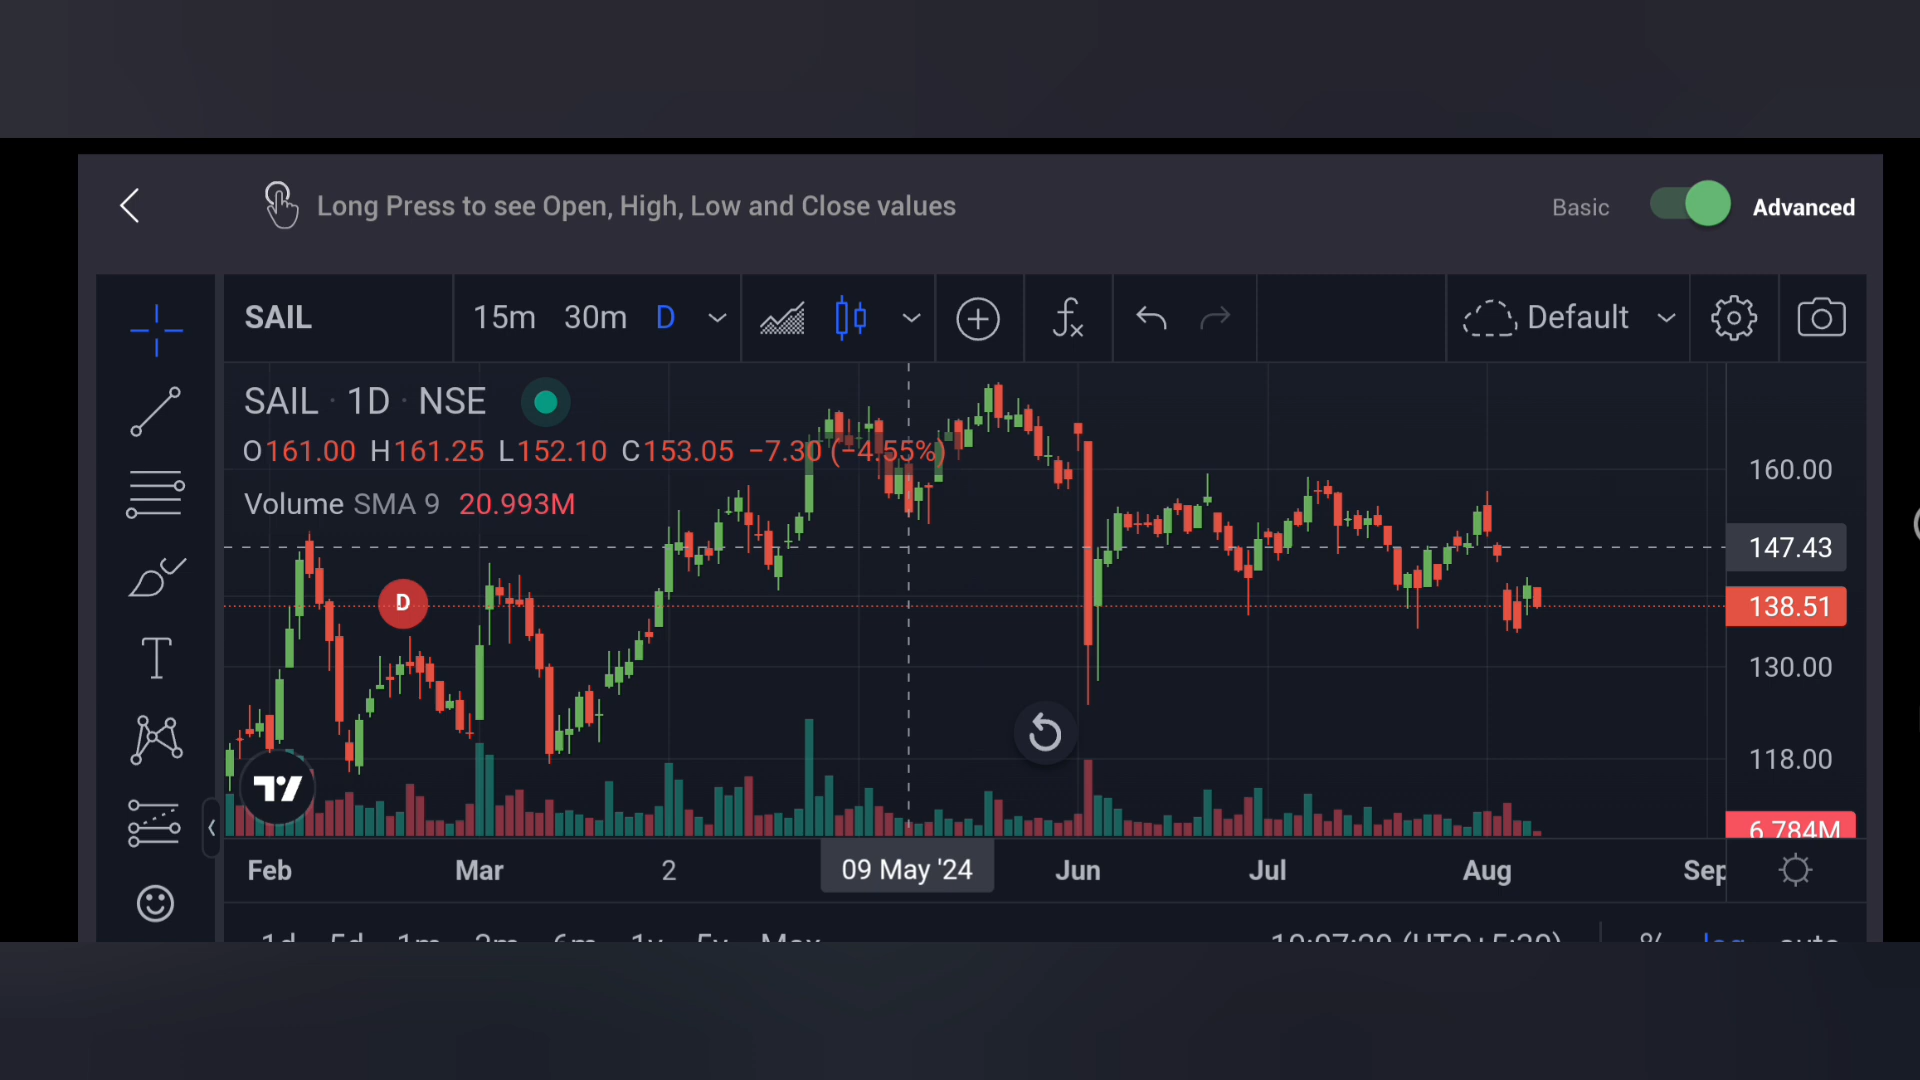 Long Press to see Open, High, Low and Close values
Basic
Advanced
SAIL
15m 30m D
Default
SAIL · 1D · NSE
O161.00 H161.25 L152.10 C153.05 −7.30 (−4.55%)
Volume SMA 9 20.993M
D
160.00
147.43
138.51
130.00
118.00
6.784M
Feb Mar 2 09 May '24 Jun Jul Aug Sep